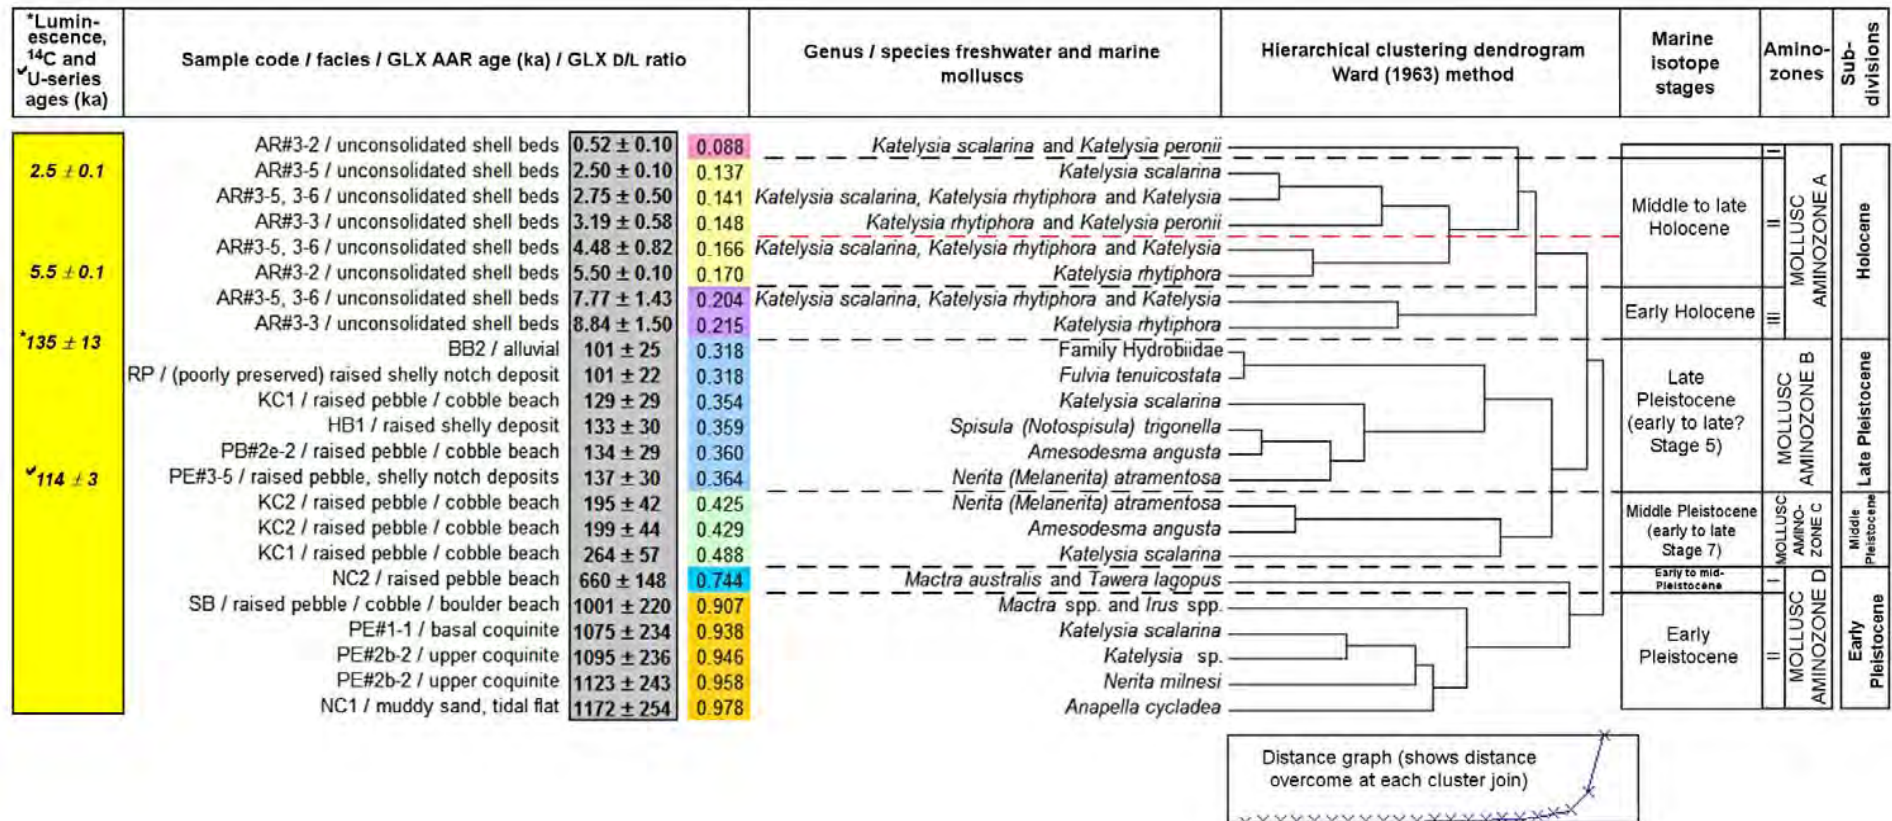 *Lumin-
escence,
¹⁴C and
✔U-series
ages (ka)
Sample code / facies / GLX AAR age (ka) / GLX D/L ratio
Genus / species freshwater and marine
molluscs
Hierarchical clustering dendrogram
Ward (1963) method
Marine
isotope
stages
Amino-
zones
Sub-
divisions
AR#3-2 / unconsolidated shell beds 0.52 ± 0.10 0.088 Katelysia scalarina and Katelysia peronii
2.5 ± 0.1 AR#3-5 / unconsolidated shell beds 2.50 ± 0.10 0.137 Katelysia scalarina
AR#3-5, 3-6 / unconsolidated shell beds 2.75 ± 0.50 0.141 Katelysia scalarina, Katelysia rhytiphora and Katelysia
AR#3-3 / unconsolidated shell beds 3.19 ± 0.58 0.148 Katelysia rhytiphora and Katelysia peronii
AR#3-5, 3-6 / unconsolidated shell beds 4.48 ± 0.82 0.166 Katelysia scalarina, Katelysia rhytiphora and Katelysia
5.5 ± 0.1 AR#3-2 / unconsolidated shell beds 5.50 ± 0.10 0.170 Katelysia rhytiphora
AR#3-5, 3-6 / unconsolidated shell beds 7.77 ± 1.43 0.204 Katelysia scalarina, Katelysia rhytiphora and Katelysia
AR#3-3 / unconsolidated shell beds 8.84 ± 1.50 0.215 Katelysia rhytiphora
*135 ± 13 BB2 / alluvial 101 ± 25 0.318 Family Hydrobiidae
RP / (poorly preserved) raised shelly notch deposit 101 ± 22 0.318 Fulvia tenuicostata
KC1 / raised pebble / cobble beach 129 ± 29 0.354 Katelysia scalarina
HB1 / raised shelly deposit 133 ± 30 0.359 Spisula (Notospisula) trigonella
PB#2e-2 / raised pebble / cobble beach 134 ± 29 0.360 Amesodesma angusta
✔114 ± 3 PE#3-5 / raised pebble, shelly notch deposits 137 ± 30 0.364 Nerita (Melanerita) atramentosa
KC2 / raised pebble / cobble beach 195 ± 42 0.425 Nerita (Melanerita) atramentosa
KC2 / raised pebble / cobble beach 199 ± 44 0.429 Amesodesma angusta
KC1 / raised pebble / cobble beach 264 ± 57 0.488 Katelysia scalarina
NC2 / raised pebble beach 660 ± 148 0.744 Mactra australis and Tawera lagopus
SB / raised pebble / cobble / boulder beach 1001 ± 220 0.907 Mactra spp. and Irus spp.
PE#1-1 / basal coquinite 1075 ± 234 0.938 Katelysia scalarina
PE#2b-2 / upper coquinite 1095 ± 236 0.946 Katelysia sp.
PE#2b-2 / upper coquinite 1123 ± 243 0.958 Nerita milnesi
NC1 / muddy sand, tidal flat 1172 ± 254 0.978 Anapella cycladea
Middle to late
Holocene
Early Holocene
Late
Pleistocene
(early to late?
Stage 5)
Middle Pleistocene
(early to late
Stage 7)
Early to mid-
Pleistocene
Early
Pleistocene
I
II
III
I
II
MOLLUSC
AMINOZONE A
MOLLUSC
AMINOZONE B
MOLLUSC
AMINO-
ZONE C
MOLLUSC
AMINOZONE D
Holocene
Late Pleistocene
Middle
Pleistocene
Early
Pleistocene
Distance graph (shows distance
overcome at each cluster join)